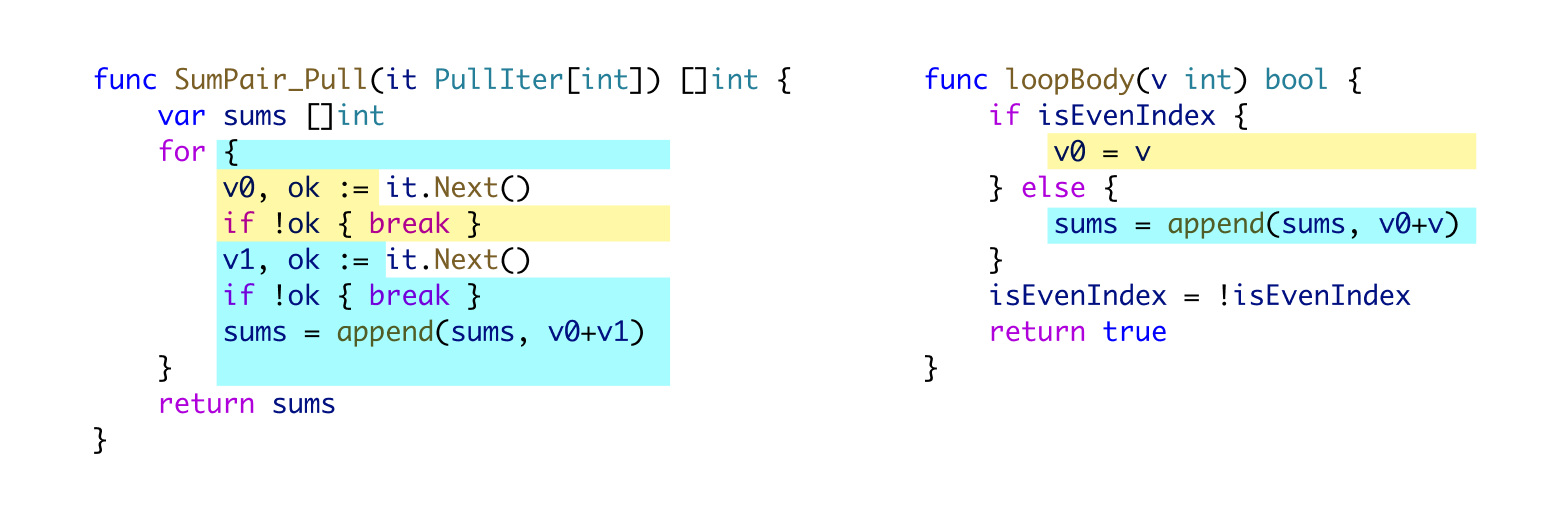 func SumPair_Pull(it PullIter[int]) []int {
    var sums []int
    for {
        v0, ok := it.Next()
        if !ok { break }
        v1, ok := it.Next()
        if !ok { break }
        sums = append(sums, v0+v1)
    }
    return sums
}
func loopBody(v int) bool {
    if isEvenIndex {
        v0 = v
    } else {
        sums = append(sums, v0+v)
    }
    isEvenIndex = !isEvenIndex
    return true
}